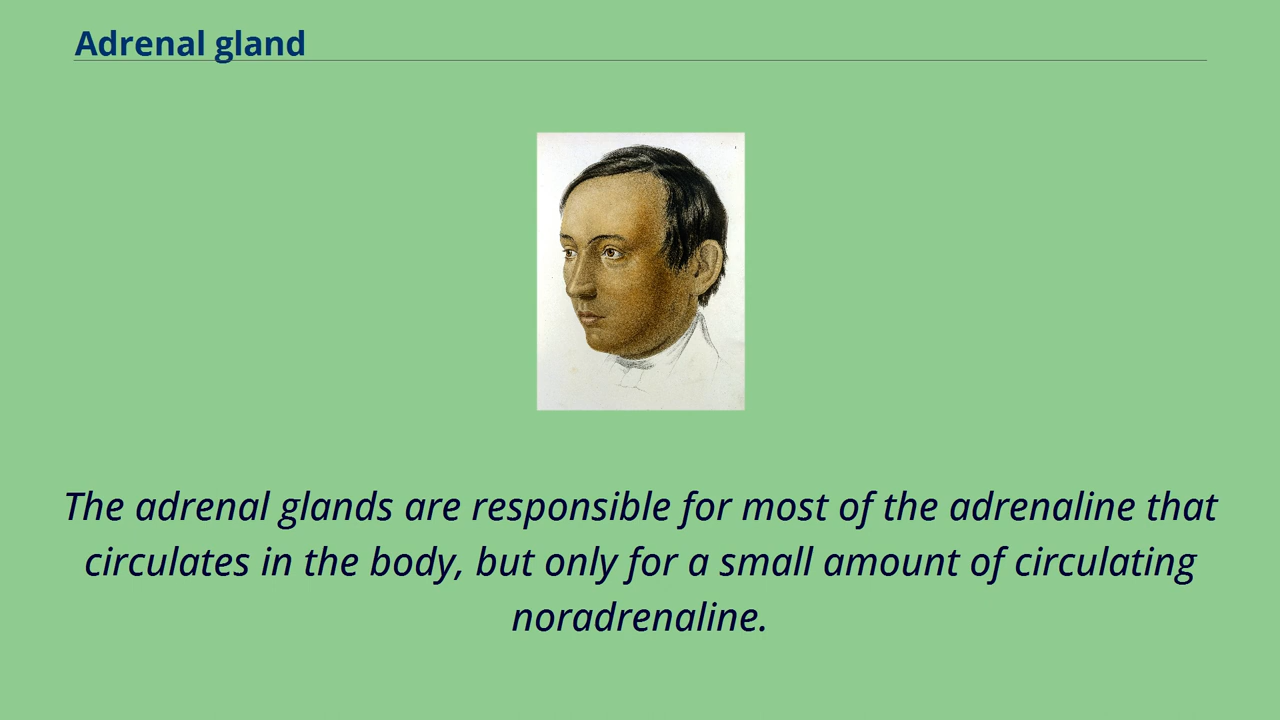 Adrenal gland
The adrenal glands are responsible for most of the adrenaline that
circulates in the body, but only for a small amount of circulating
noradrenaline.